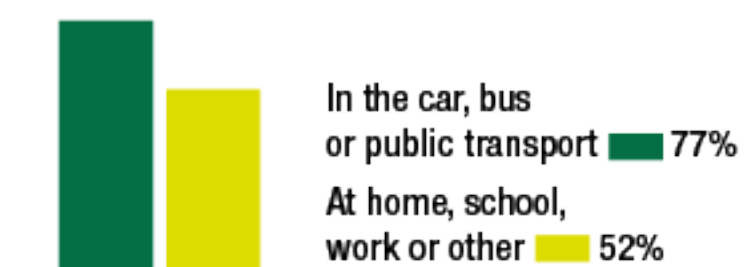 In the car, bus
or public transport 77%
At home, school,
work or other 52%